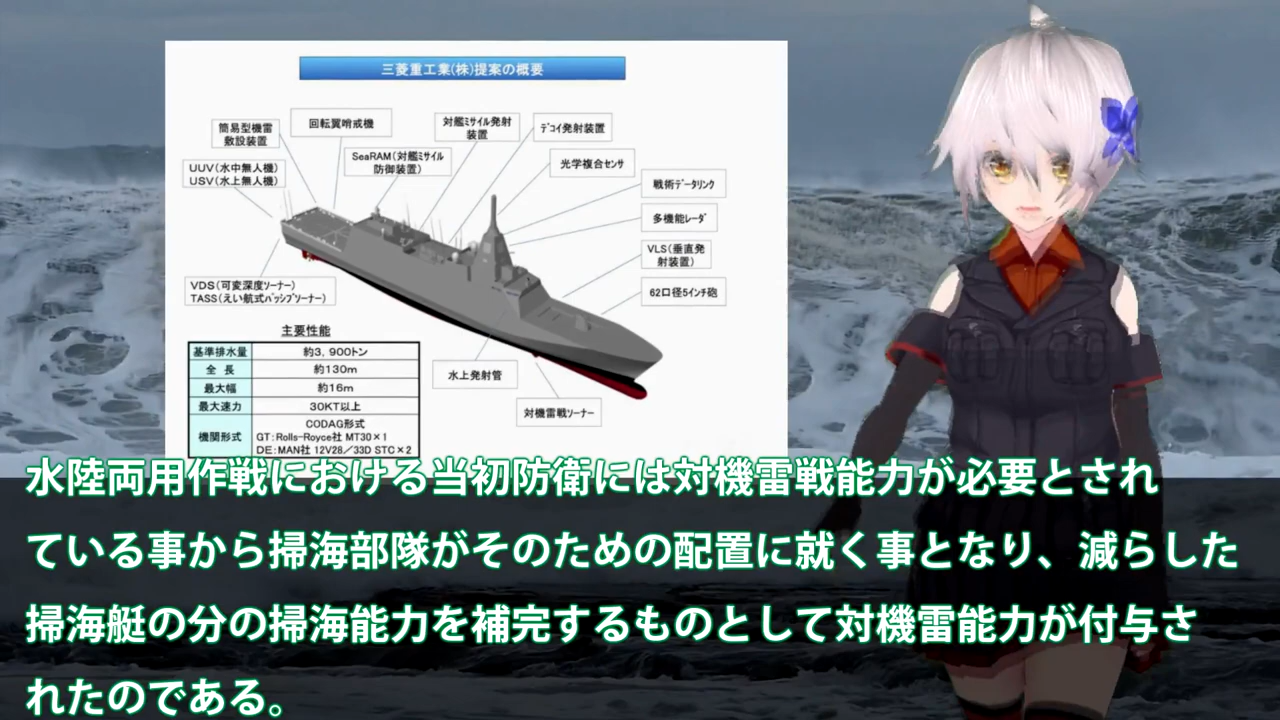 三菱重工業(株)提案の概要
簡易型機雷
敷設装置
回転翼哨戒機
対艦ミサイル発射
装置
デコイ発射装置
UUV(水中無人機)
USV(水上無人機)
SeaRAM(対艦ミサイル
防御装置)
光学複合センサ
戦術データリンク
多機能レーダ
VLS(垂直発
射装置)
62口径5インチ砲
VDS(可変深度ソーナー)
TASS(えい航式パッシブソーナー)
水上発射管
対機雷戦ソーナー
主要性能
基準排水量 約3,900トン
全 長 約130m
最大幅 約16m
最大速力 30KT以上
機関形式 CODAG形式
GT:Rolls-Royce社 MT30×1
DE:MAN社 12V28/33D STC×2
水陸両用作戦における当初防衛には対機雷戦能力が必要とされ
ている事から掃海部隊がそのための配置に就く事となり、減らした
掃海艇の分の掃海能力を補完するものとして対機雷能力が付与さ
れたのである。